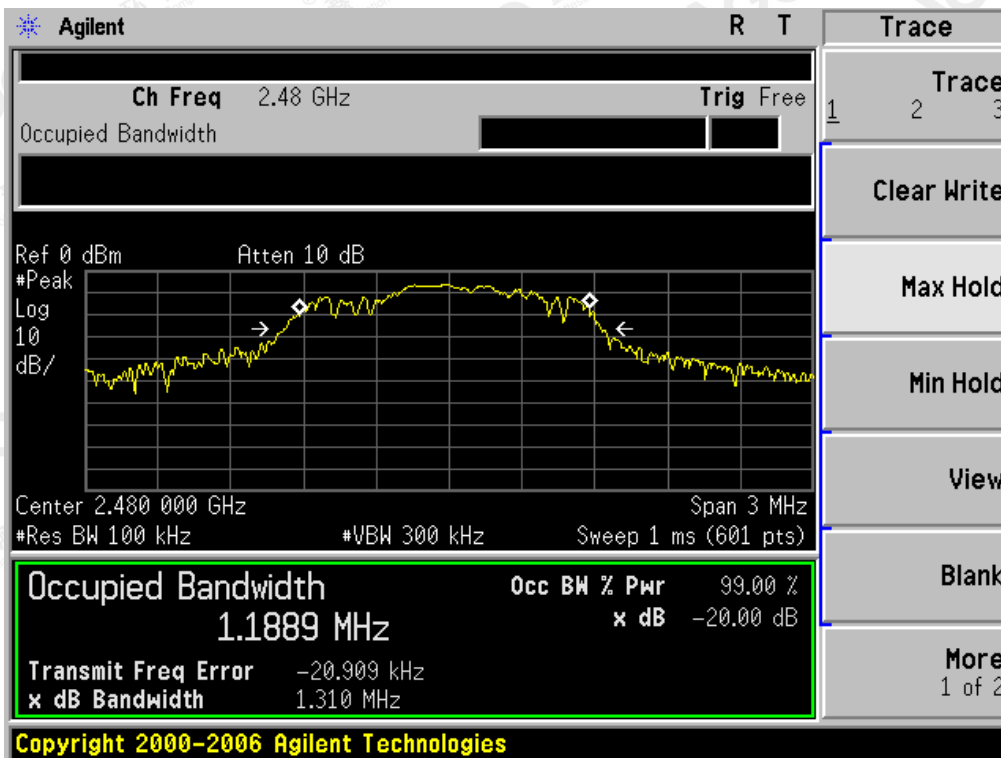 Agilent R T Trace
Ch Freq 2.48 GHz Trig Free
Occupied Bandwidth
Trace
1 2 3
Clear Write
Max Hold
Min Hold
View
Blank
More
1 of 2
Ref 0 dBm Atten 10 dB
#Peak
Log
10
dB/
Center 2.480 000 GHz Span 3 MHz
#Res BW 100 kHz #VBW 300 kHz Sweep 1 ms (601 pts)
Occupied Bandwidth Occ BW % Pwr 99.00 %
1.1889 MHz x dB -20.00 dB
Transmit Freq Error -20.909 kHz
x dB Bandwidth 1.310 MHz
Copyright 2000-2006 Agilent Technologies